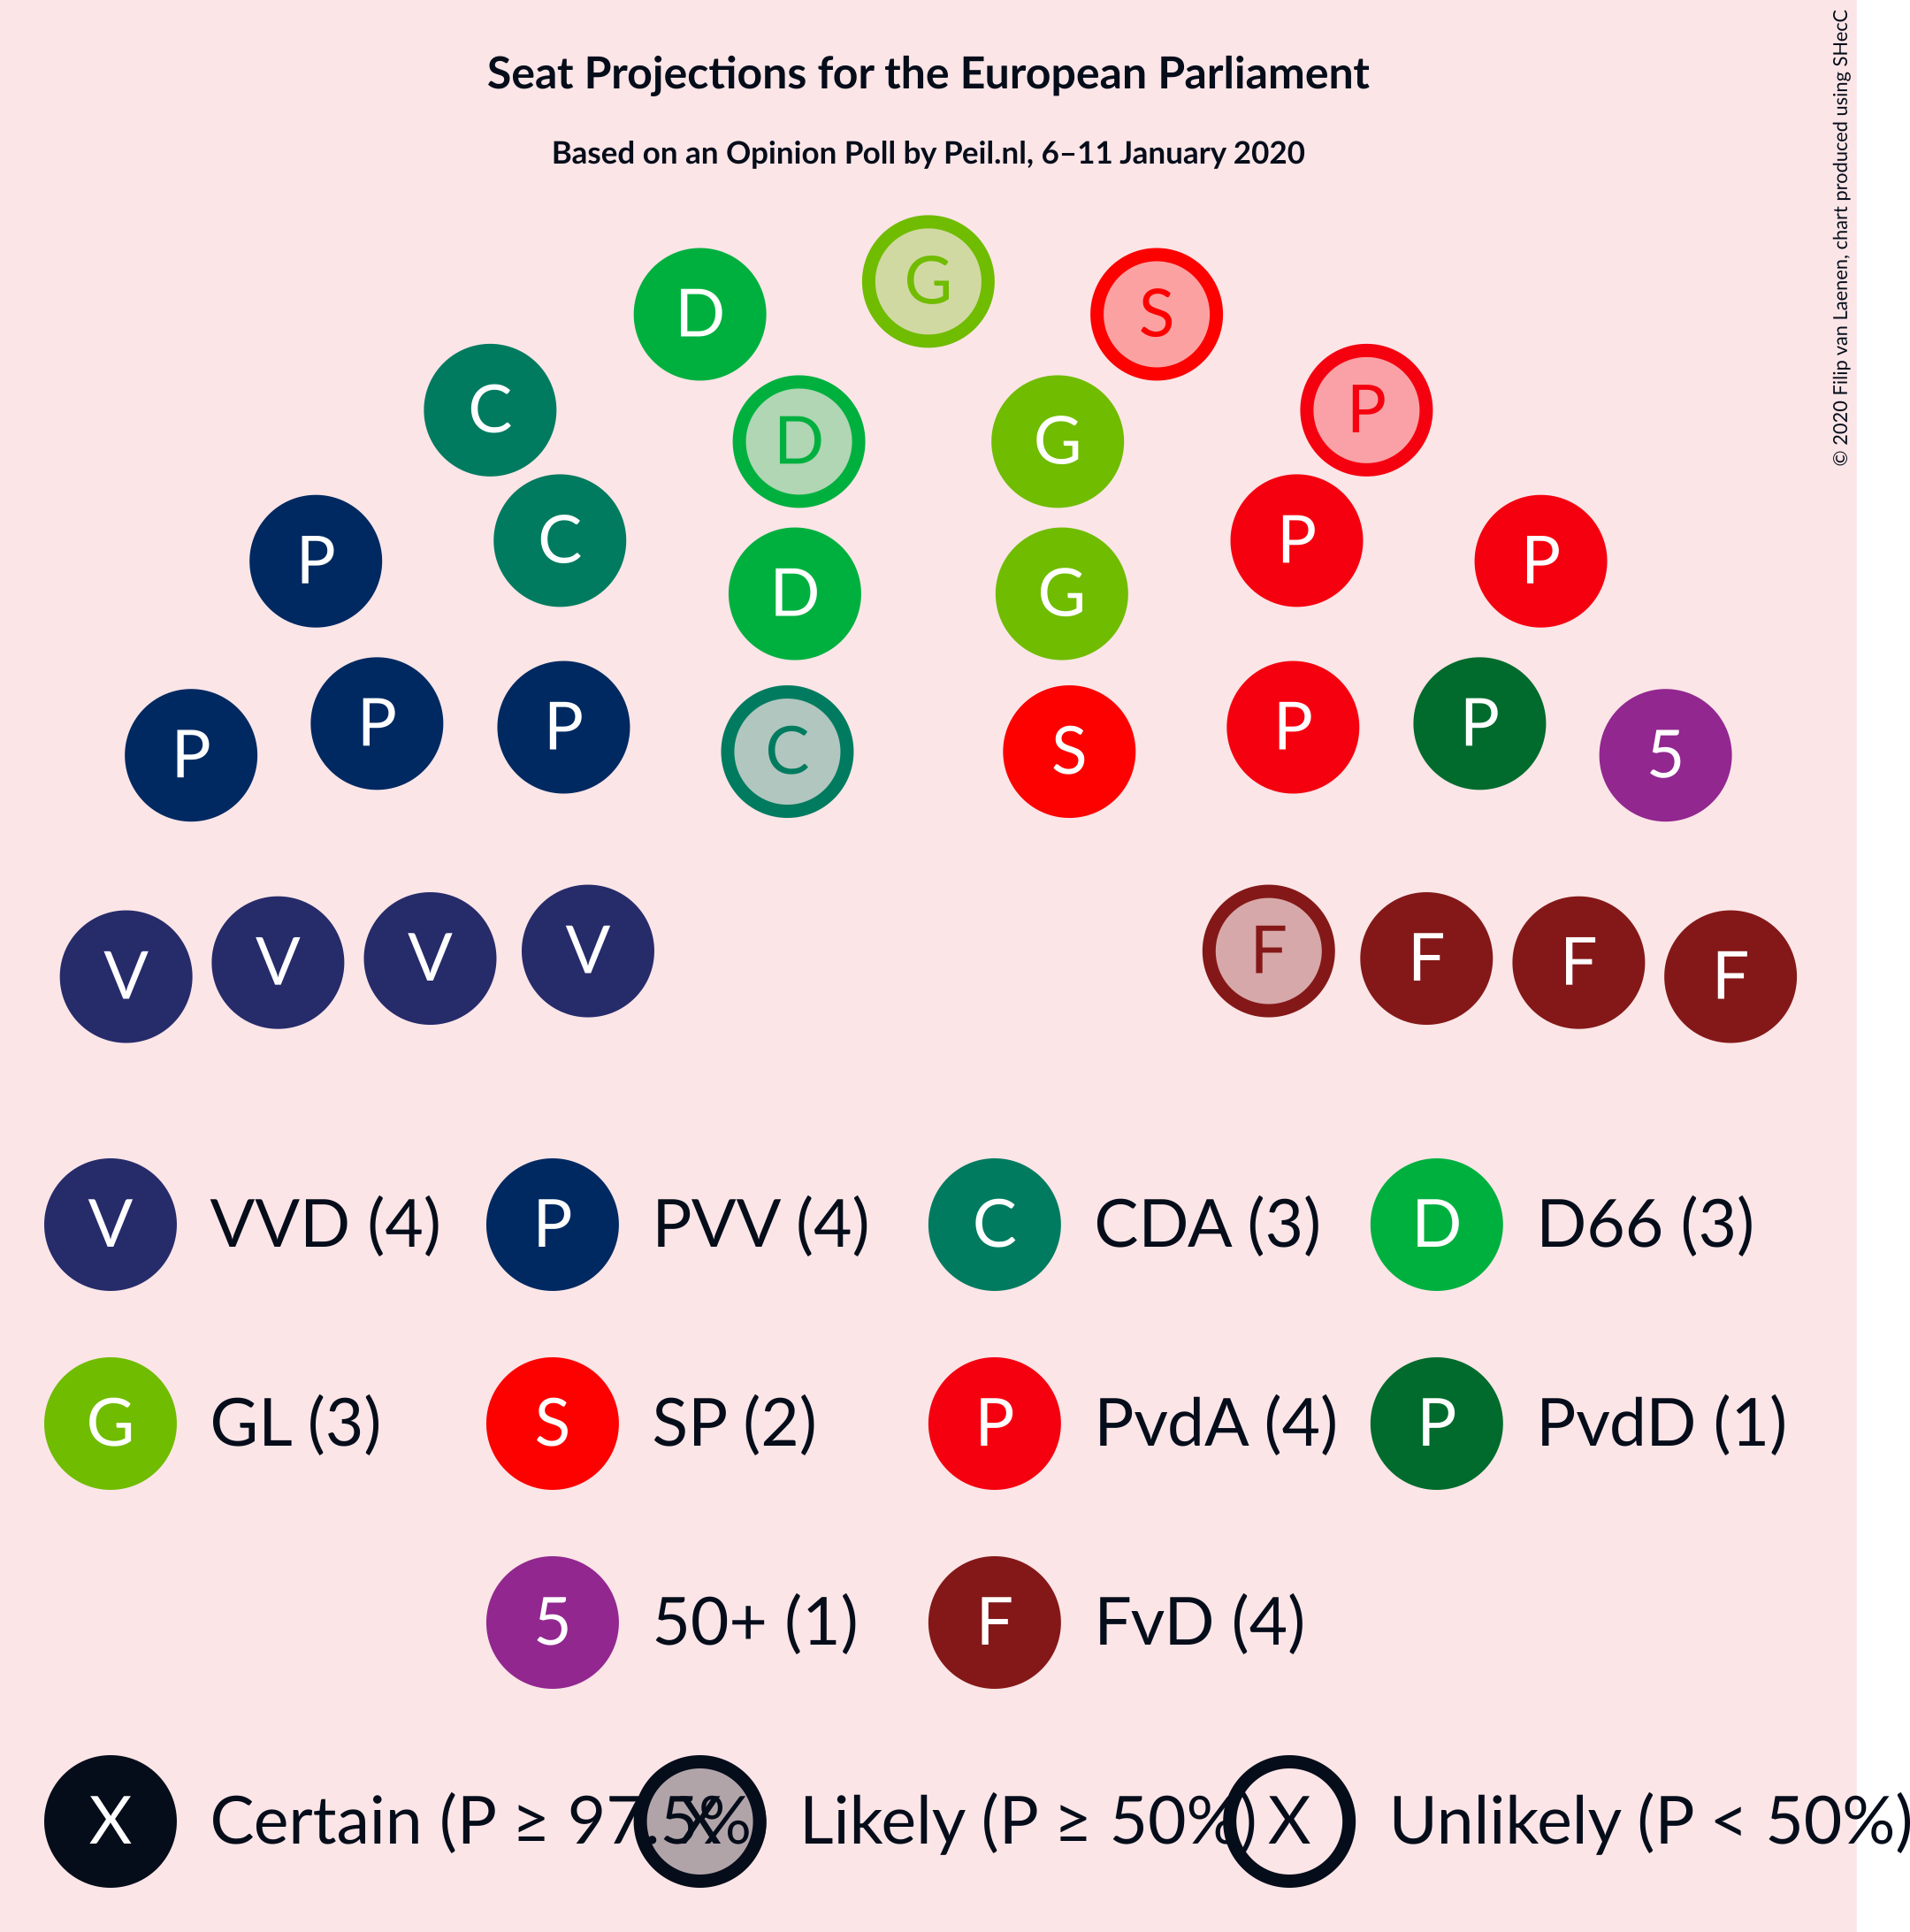 Seat Projections for the European Parliament
Based on an Opinion Poll by Peil.nl, 6–11 January 2020
© 2020 Filip van Laenen, chart produced using SHecC
G
D S
C P
D G
C P
P P
D G
P P
P P C S P P 5
V V V V F F F F
V VVD (4) P PVV (4) C CDA (3) D D66 (3)
G GL (3) S SP (2) P PvdA (4) P PvdD (1)
5 50+ (1) F FvD (4)
X Certain (P ≥ 97.5% X Likely (P ≥ 50%) X Unlikely (P < 50%)